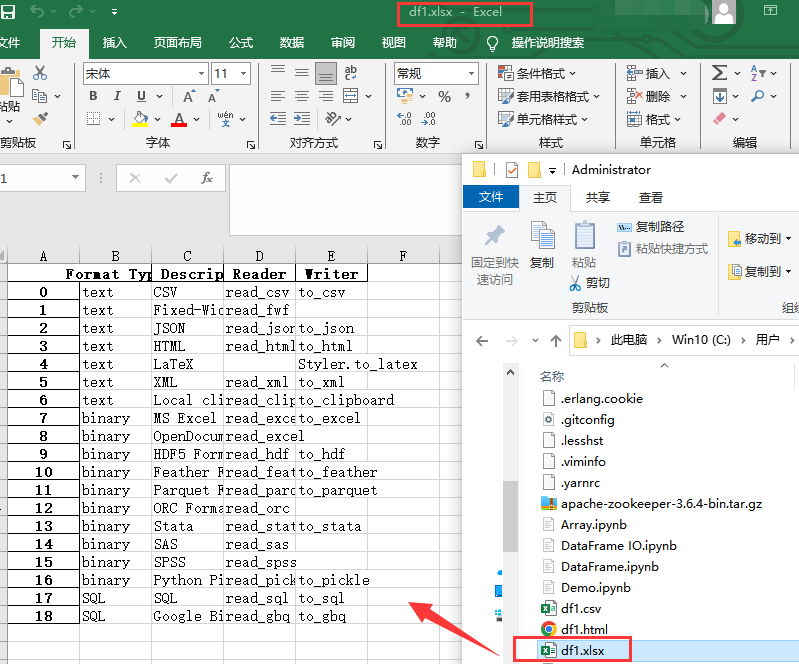 df1.xlsx - Excel
文件 开始 插入 页面布局 公式 数据 审阅 视图 帮助 操作说明搜索
粘贴
宋体 11
B I U A A
A wén 文
ab
常规
% ,
条件格式
套用表格格式
单元格样式
插入
删除
格式
剪贴板 字体 对齐方式 数字 样式 单元格 编辑
1 fx
A B C D E F
Format Typ Descrip Reader Writer
0 text CSV read_csv to_csv
1 text Fixed-Wid read_fwf
2 text JSON read_json to_json
3 text HTML read_html to_html
4 text LaTeX Styler.to_latex
5 text XML read_xml to_xml
6 text Local cli read_clip to_clipboard
7 binary MS Excel read_exce to_excel
8 binary OpenDocum read_excel
9 binary HDF5 Form read_hdf to_hdf
10 binary Feather F read_feat to_feather
11 binary Parquet F read_parq to_parquet
12 binary ORC Forma read_orc
13 binary Stata read_stat to_stata
14 binary SAS read_sas
15 binary SPSS read_spss
16 binary Python Pi read_pick to_pickle
17 SQL SQL read_sql to_sql
18 SQL Google Bi read_gbq to_gbq
Administrator
文件 主页 共享 查看
固定到快
速访问
复制
粘贴
复制路径
粘贴快捷方式
剪切
剪贴板
移动到
复制到
组织
此电脑 Win10 (C:) 用户
名称
.erlang.cookie
.gitconfig
.lesshst
.viminfo
.yarnrc
apache-zookeeper-3.6.4-bin.tar.gz
Array.ipynb
DataFrame IO.ipynb
DataFrame.ipynb
Demo.ipynb
df1.csv
df1.html
df1.xlsx